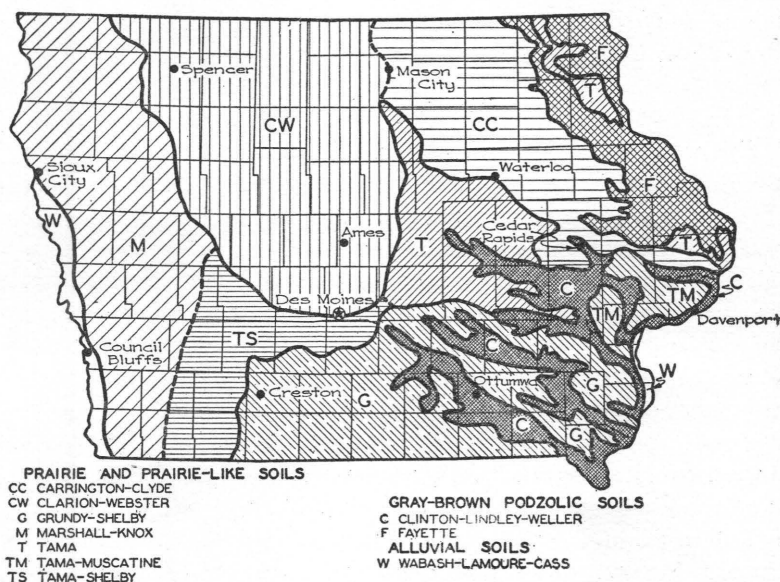 Spencer
Mason
City
F
T
CW
CC
Sioux
City
Waterloo
F
W
M
Ames
T
Cedar
Rapids
T
C
TM
C
Des Moines
TM
Davenport
TS
Council
Bluffs
C
W
Creston
G
Ottumwa
G
C
G
PRAIRIE AND PRAIRIE-LIKE SOILS
CC CARRINGTON-CLYDE
CW CLARION-WEBSTER
G GRUNDY-SHELBY
M MARSHALL-KNOX
T TAMA
TM TAMA-MUSCATINE
TS TAMA-SHELBY
GRAY-BROWN PODZOLIC SOILS
C CLINTON-LINDLEY-WELLER
F FAYETTE
ALLUVIAL SOILS
W WABASH-LAMOURE-CASS